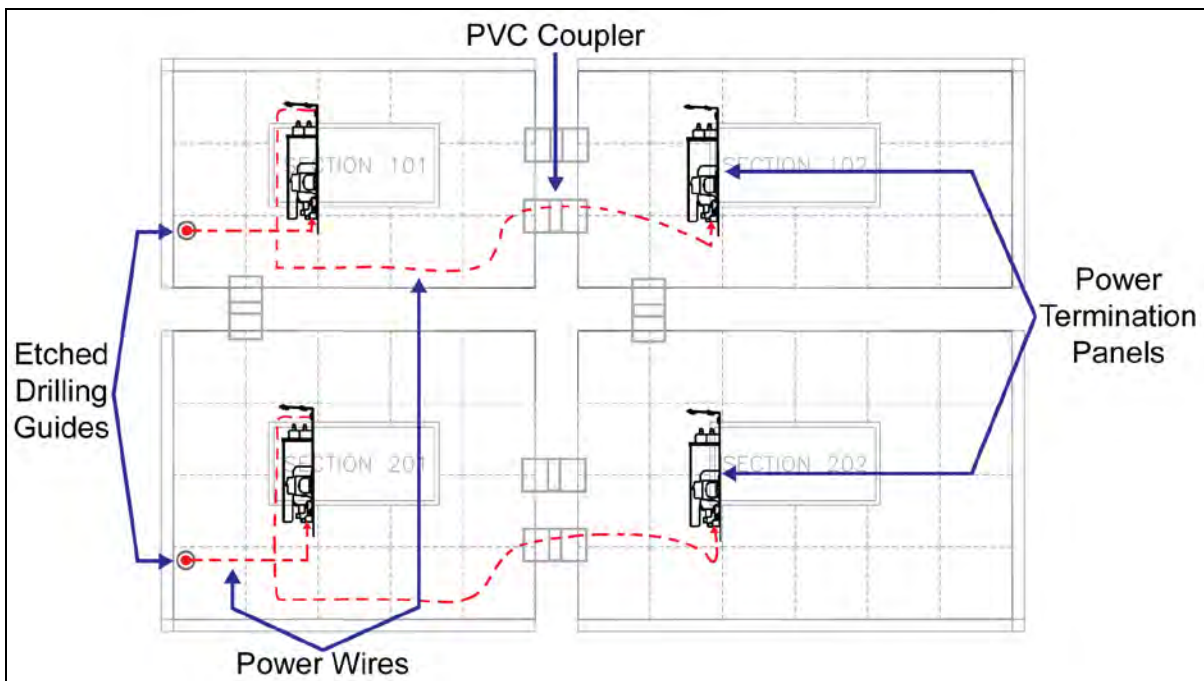 PVC Coupler
SECTION 101
SECTION 102
Etched
Drilling
Guides
Power
Termination
Panels
SECTION 201
SECTION 202
Power Wires